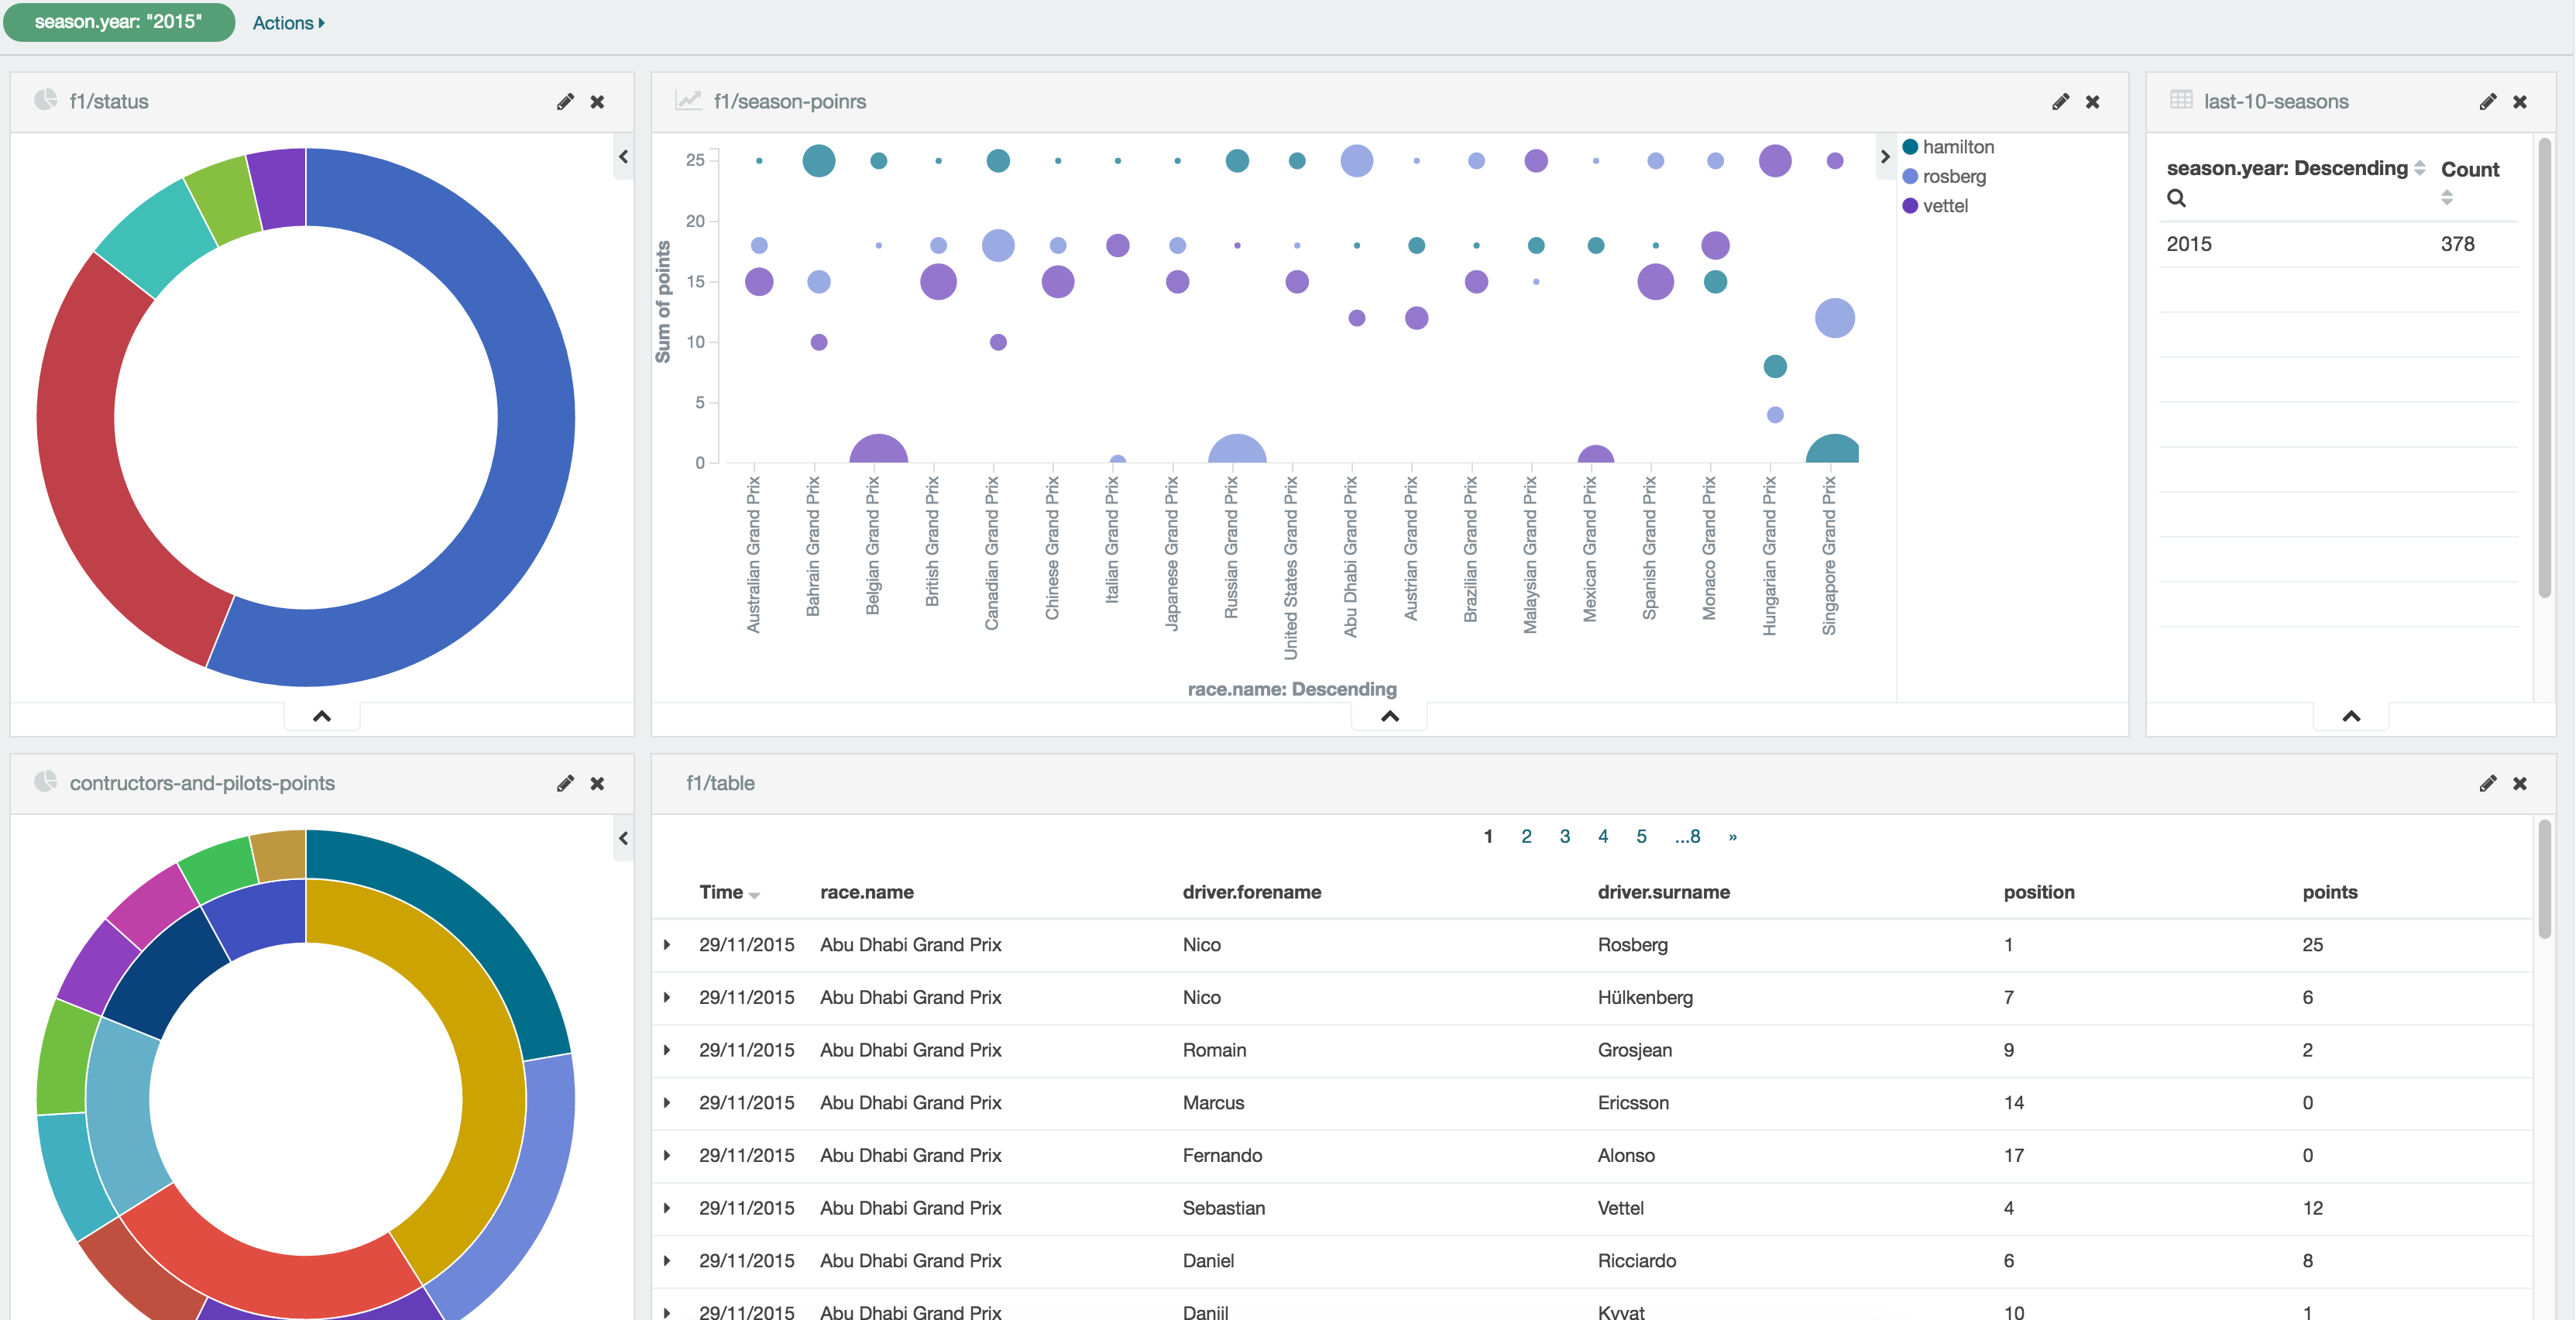 season.year: "2015" Actions
f1/status
f1/season-poinrs
hamilton
rosberg
vettel
25
20
15
10
5
0
Sum of points
Australian Grand Prix
Bahrain Grand Prix
Belgian Grand Prix
British Grand Prix
Canadian Grand Prix
Chinese Grand Prix
Italian Grand Prix
Japanese Grand Prix
Russian Grand Prix
United States Grand Prix
Abu Dhabi Grand Prix
Austrian Grand Prix
Brazilian Grand Prix
Malaysian Grand Prix
Mexican Grand Prix
Spanish Grand Prix
Monaco Grand Prix
Hungarian Grand Prix
Singapore Grand Prix
race.name: Descending
last-10-seasons
season.year: Descending Count
2015 378
contructors-and-pilots-points
f1/table
1 2 3 4 5 ...8 »
Time race.name driver.forename driver.surname position points
29/11/2015 Abu Dhabi Grand Prix Nico Rosberg 1 25
29/11/2015 Abu Dhabi Grand Prix Nico Hülkenberg 7 6
29/11/2015 Abu Dhabi Grand Prix Romain Grosjean 9 2
29/11/2015 Abu Dhabi Grand Prix Marcus Ericsson 14 0
29/11/2015 Abu Dhabi Grand Prix Fernando Alonso 17 0
29/11/2015 Abu Dhabi Grand Prix Sebastian Vettel 4 12
29/11/2015 Abu Dhabi Grand Prix Daniel Ricciardo 6 8
29/11/2015 Abu Dhabi Grand Prix Daniil Kvyat 10 1